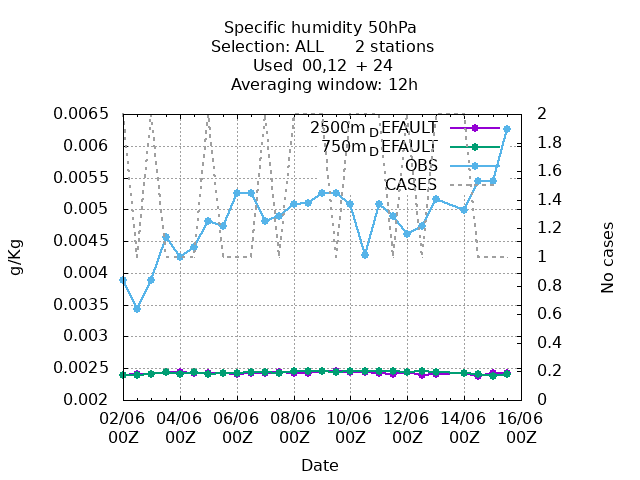 Specific humidity 50hPa
Selection: ALL 2 stations
Used 00,12 + 24
Averaging window: 12h
2500m_DEFAULT
750m_DEFAULT
OBS
CASES
0.0065
0.006
0.0055
0.005
0.0045
0.004
0.0035
0.003
0.0025
0.002
g/Kg
2
1.8
1.6
1.4
1.2
1
0.8
0.6
0.4
0.2
0
No cases
02/06 04/06 06/06 08/06 10/06 12/06 14/06 16/06
00Z 00Z 00Z 00Z 00Z 00Z 00Z 00Z
Date